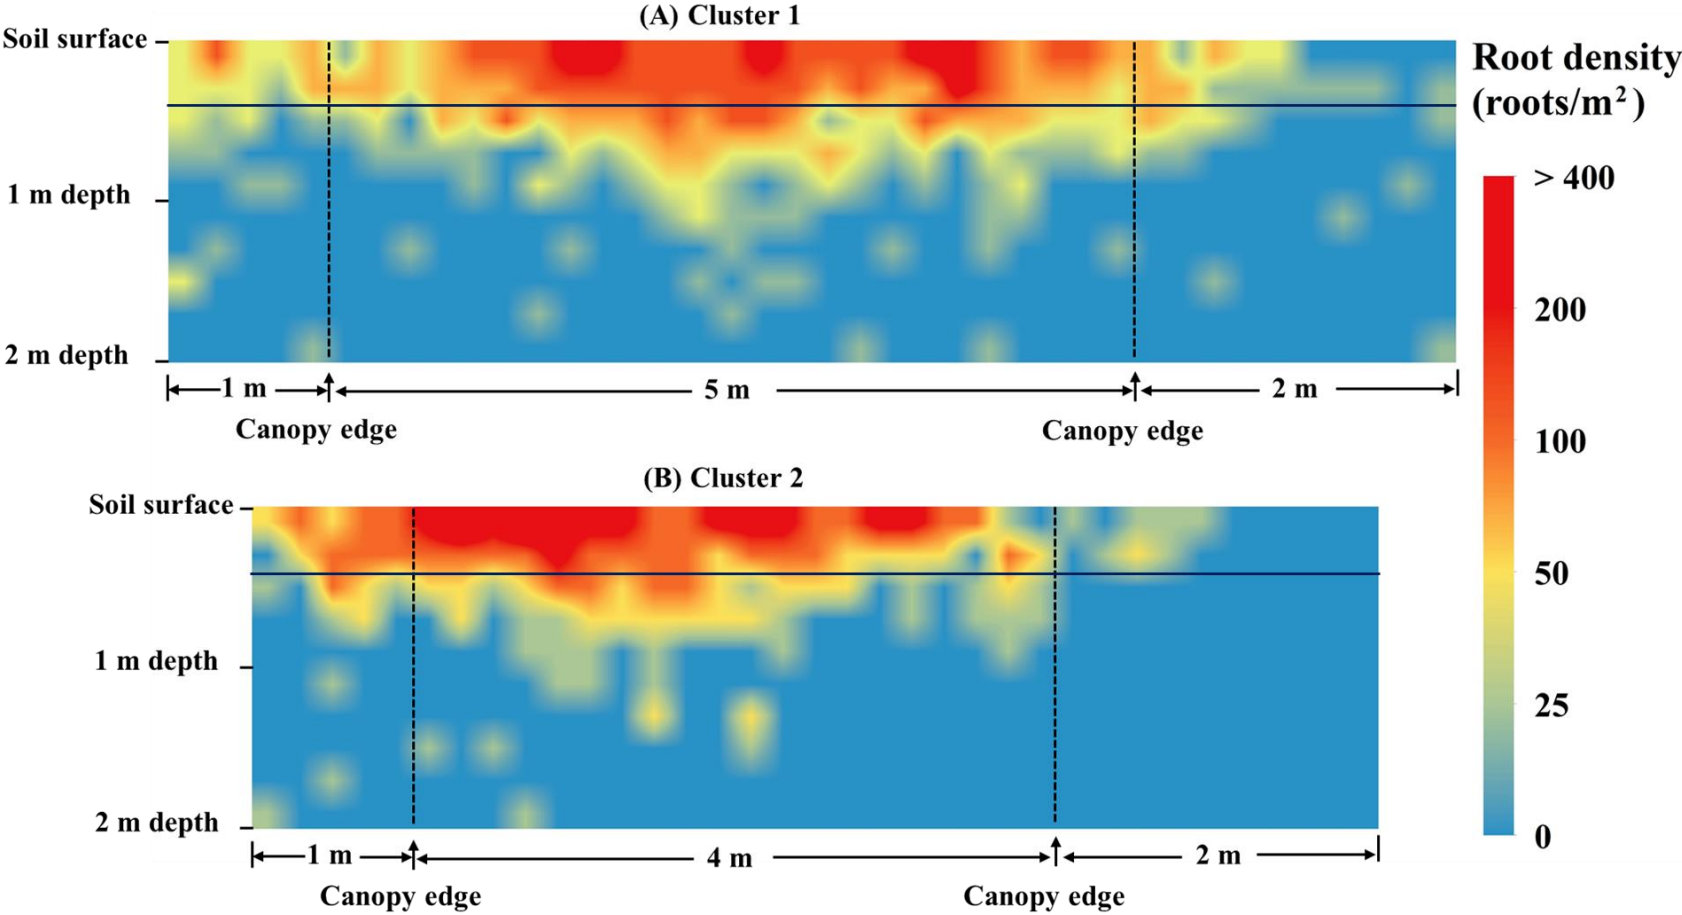 (A) Cluster 1
Soil surface
1 m depth
2 m depth
1 m
5 m
2 m
Canopy edge
Canopy edge
(B) Cluster 2
Soil surface
1 m depth
2 m depth
1 m
4 m
2 m
Canopy edge
Canopy edge
Root density
(roots/m²)
> 400
200
100
50
25
0